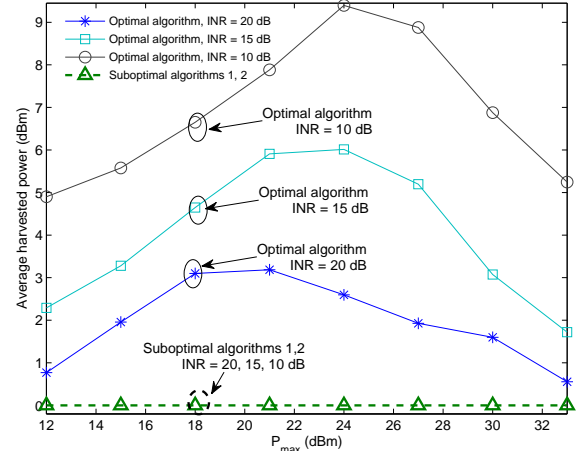 Optimal algorithm, INR = 20 dB
Optimal algorithm, INR = 15 dB
Optimal algorithm, INR = 10 dB
Suboptimal algorithms 1, 2
Average harvested power (dBm)
9
8
7
6
5
4
3
2
1
0
Optimal algorithm
INR = 10 dB
Optimal algorithm
INR = 15 dB
Optimal algorithm
INR = 20 dB
Suboptimal algorithms 1,2
INR = 20, 15, 10 dB
12 14 16 18 20 22 24 26 28 30 32
P_max (dBm)